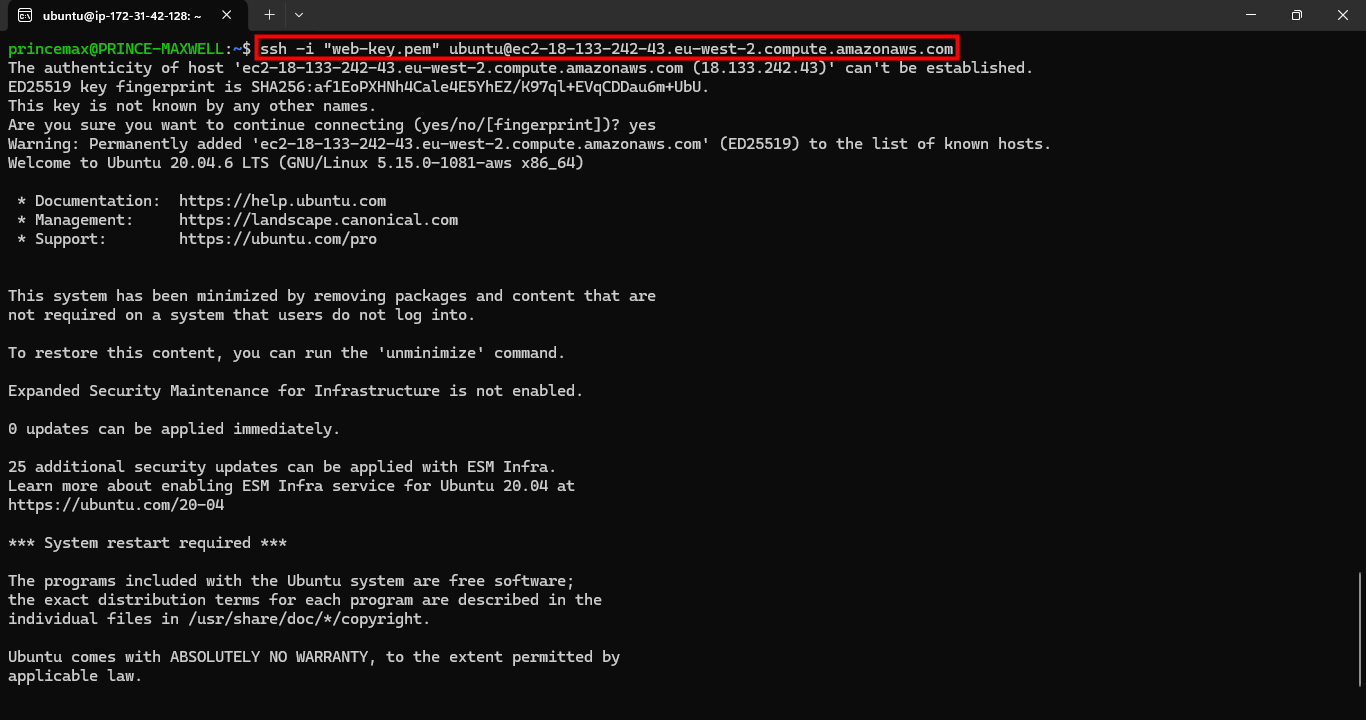 ubuntu@ip-172-31-42-128: ~
princemax@PRINCE-MAXWELL:~$ ssh -i "web-key.pem" ubuntu@ec2-18-133-242-43.eu-west-2.compute.amazonaws.com
The authenticity of host 'ec2-18-133-242-43.eu-west-2.compute.amazonaws.com (18.133.242.43)' can't be established.
ED25519 key fingerprint is SHA256:af1EoPXHNh4Cale4E5YhEZ/K97ql+EVqCDDau6m+UbU.
This key is not known by any other names.
Are you sure you want to continue connecting (yes/no/[fingerprint])? yes
Warning: Permanently added 'ec2-18-133-242-43.eu-west-2.compute.amazonaws.com' (ED25519) to the list of known hosts.
Welcome to Ubuntu 20.04.6 LTS (GNU/Linux 5.15.0-1081-aws x86_64)
* Documentation:  https://help.ubuntu.com
* Management:     https://landscape.canonical.com
* Support:        https://ubuntu.com/pro
This system has been minimized by removing packages and content that are
not required on a system that users do not log into.
To restore this content, you can run the 'unminimize' command.
Expanded Security Maintenance for Infrastructure is not enabled.
0 updates can be applied immediately.
25 additional security updates can be applied with ESM Infra.
Learn more about enabling ESM Infra service for Ubuntu 20.04 at
https://ubuntu.com/20-04
*** System restart required ***
The programs included with the Ubuntu system are free software;
the exact distribution terms for each program are described in the
individual files in /usr/share/doc/*/copyright.
Ubuntu comes with ABSOLUTELY NO WARRANTY, to the extent permitted by
applicable law.